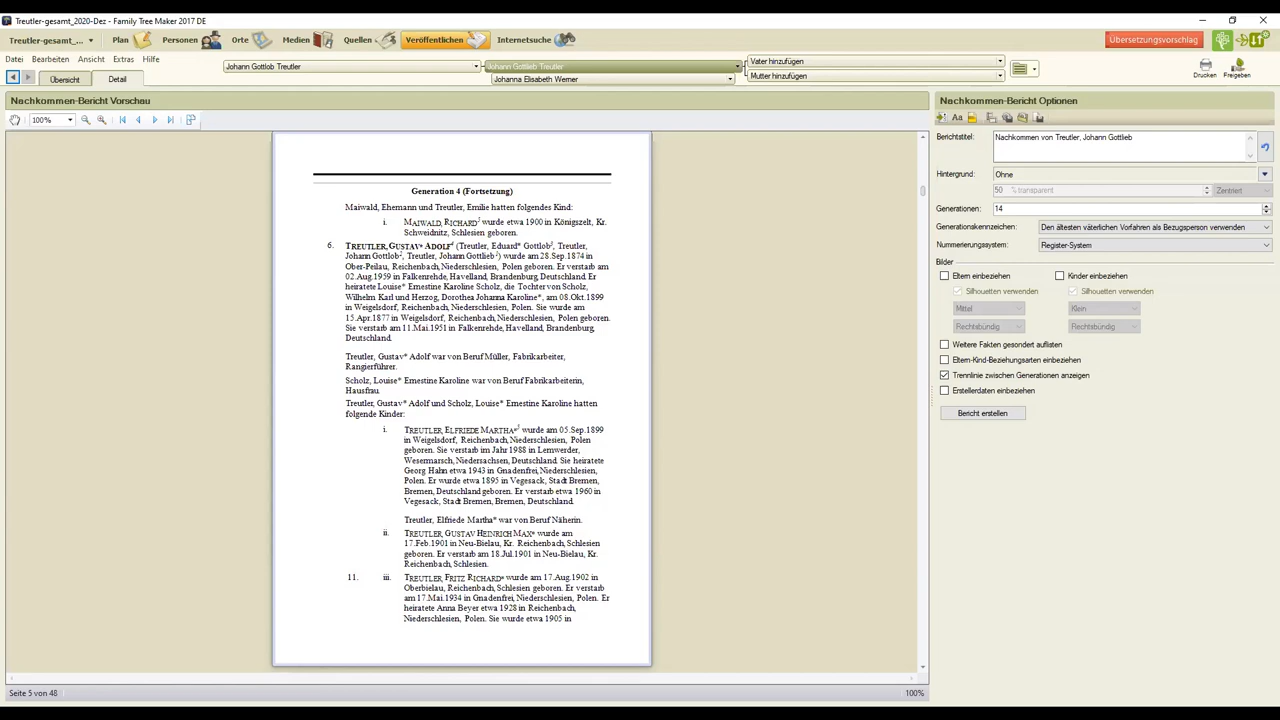 Treutler-gesamt_2020-Dez - Family Tree Maker 2017 DE
Treutler-gesamt_...
Plan
Personen
Orte
Medien
Quellen
Veröffentlichen
Internetsuche
Übersetzungsvorschlag
Datei Bearbeiten Ansicht Extras Hilfe
Übersicht Detail
Johann Gottlob Treutler
Johann Gottlieb Treutler
Johanna Elisabeth Werner
Vater hinzufügen
Mutter hinzufügen
Drucken
Freigeben
Nachkommen-Bericht Vorschau
100%
Generation 4 (Fortsetzung)
Maiwald, Ehemann und Treutler, Emilie hatten folgendes Kind:
i. MAIWALD, RICHARD5 wurde etwa 1900 in Königszelt, Kr.
Schweidnitz, Schlesien geboren.
6. TREUTLER, GUSTAV* ADOLF4 (Treutler, Eduard* Gottlob3, Treutler,
Johann Gottlob2, Treutler, Johann Gottlieb1) wurde am 28.Sep.1874 in
Ober-Peilau, Reichenbach, Niederschlesien, Polen geboren. Er verstarb am
02.Aug.1959 in Falkenrehde, Havelland, Brandenburg, Deutschland. Er
heiratete Louise* Ernestine Karoline Scholz, die Tochter von Scholz,
Wilhelm Karl und Herzog, Dorothea Johanna Karoline*, am 08.Okt.1899
in Weigelsdorf, Reichenbach, Niederschlesien, Polen. Sie wurde am
15.Apr.1877 in Weigelsdorf, Reichenbach, Niederschlesien, Polen geboren.
Sie verstarb am 11.Mai.1951 in Falkenrehde, Havelland, Brandenburg,
Deutschland.
Treutler, Gustav* Adolf war von Beruf Müller, Fabrikarbeiter,
Rangierführer.
Scholz, Louise* Ernestine Karoline war von Beruf Fabrikarbeiterin,
Hausfrau.
Treutler, Gustav* Adolf und Scholz, Louise* Ernestine Karoline hatten
folgende Kinder:
i. TREUTLER, ELFRIEDE MARTHA*5 wurde am 05.Sep.1899
in Weigelsdorf, Reichenbach, Niederschlesien, Polen
geboren. Sie verstarb im Jahr 1988 in Lemwerder,
Wesermarsch, Niedersachsen, Deutschland. Sie heiratete
Georg Hahn etwa 1943 in Gnadenfrei, Niederschlesien,
Polen. Er wurde etwa 1895 in Vegesack, Stadt Bremen,
Bremen, Deutschland geboren. Er verstarb etwa 1960 in
Vegesack, Stadt Bremen, Bremen, Deutschland.
Treutler, Elfriede Martha* war von Beruf Näherin.
ii. TREUTLER, GUSTAV HEINRICH MAX* wurde am
17.Feb.1901 in Neu-Bielau, Kr. Reichenbach, Schlesien
geboren. Er verstarb am 18.Jul.1901 in Neu-Bielau, Kr.
Reichenbach, Schlesien.
11. iii. TREUTLER, FRITZ RICHARD* wurde am 17.Aug.1902 in
Oberbielau, Reichenbach, Schlesien geboren. Er verstarb
am 17.Mai.1934 in Gnadenfrei, Niederschlesien, Polen. Er
heiratete Anna Beyer etwa 1928 in Reichenbach,
Niederschlesien, Polen. Sie wurde etwa 1905 in
Seite 5 von 48
100%
Nachkommen-Bericht Optionen
Aa
Berichtstitel: Nachkommen von Treutler, Johann Gottlieb
Hintergrund: Ohne
50 % transparent Zentriert
Generationen: 14
Generationskennzeichen: Den ältesten väterlichen Vorfahren als Bezugsperson verwenden
Nummerierungssystem: Register-System
Bilder
Eltern einbeziehen Kinder einbeziehen
Silhouetten verwenden Silhouetten verwenden
Mittel Klein
Rechtsbündig Rechtsbündig
Weitere Fakten gesondert auflisten
Eltern-Kind-Beziehungsarten einbeziehen
Trennlinie zwischen Generationen anzeigen
Erstellerdaten einbeziehen
Bericht erstellen